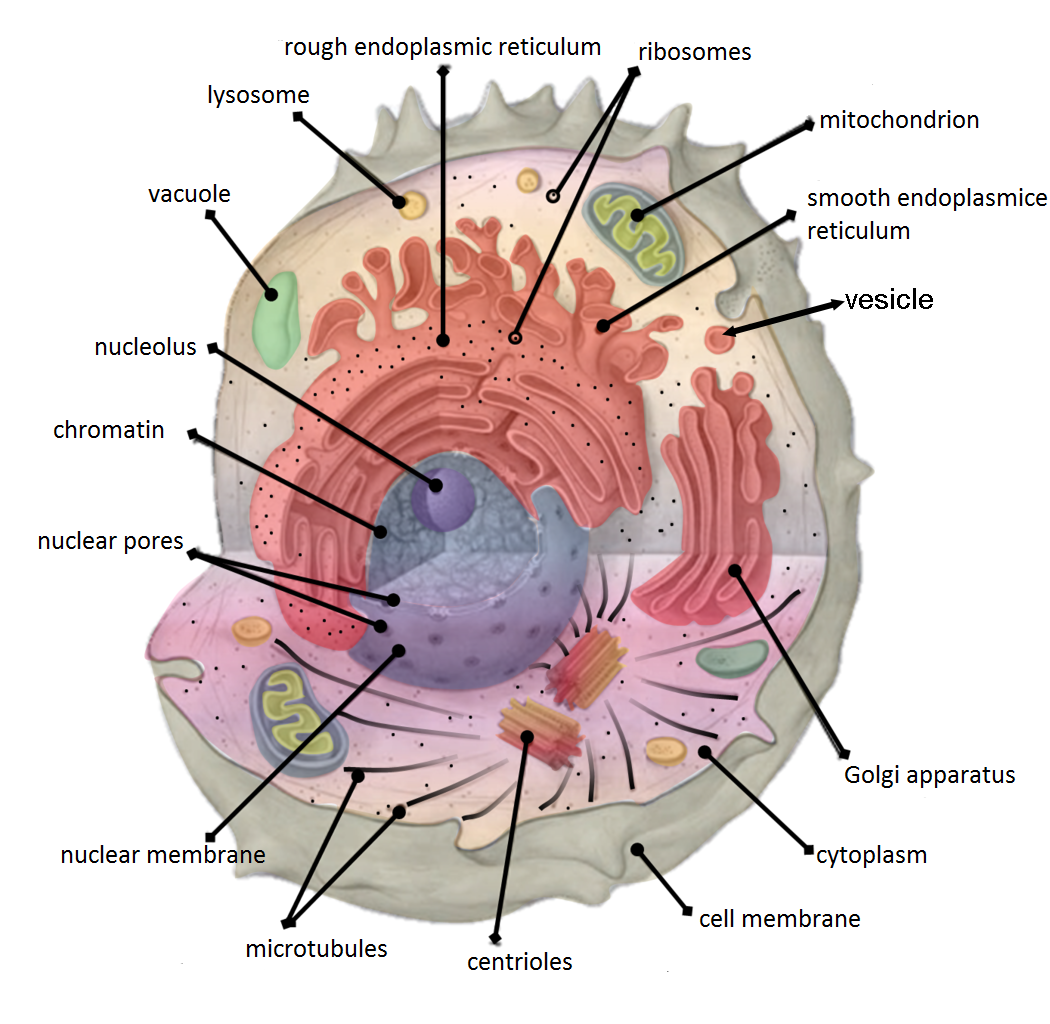 rough endoplasmic reticulum
ribosomes
lysosome
mitochondrion
vacuole
smooth endoplasmice
reticulum
vesicle
nucleolus
chromatin
nuclear pores
Golgi apparatus
nuclear membrane
cytoplasm
cell membrane
microtubules
centrioles